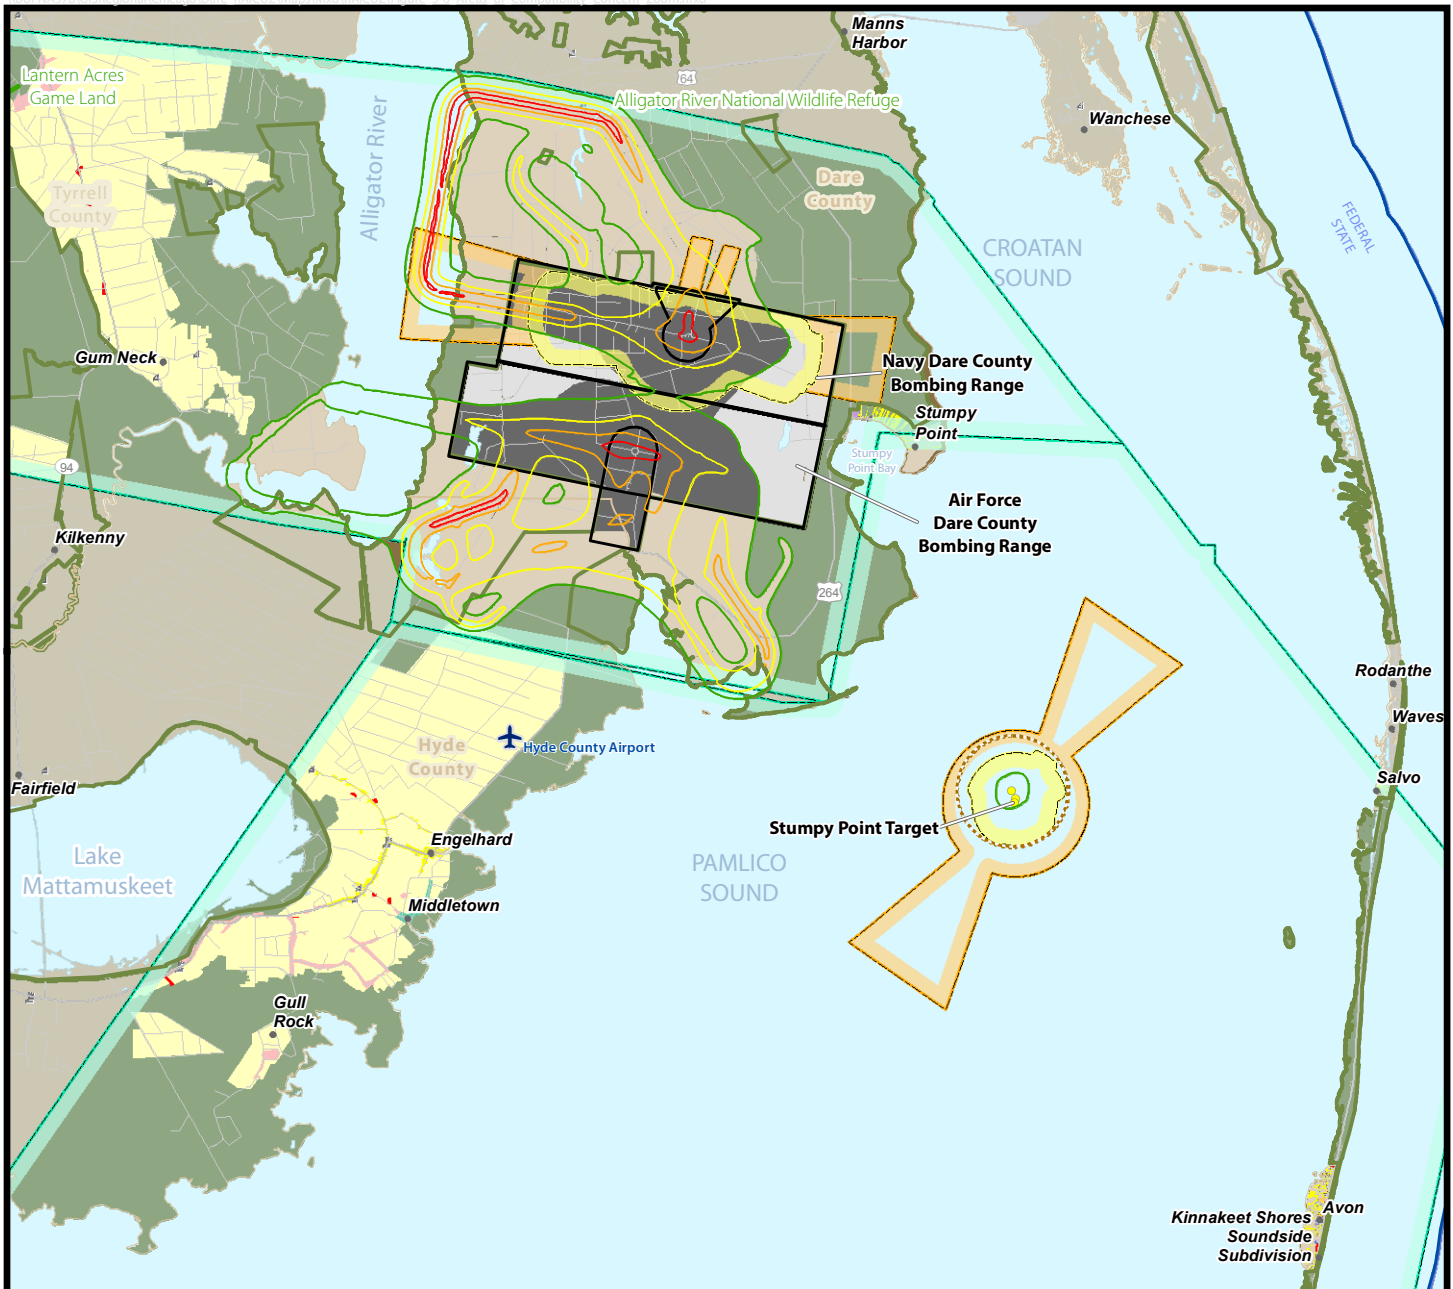 Manns
Harbor
64
Lantern Acres
Game Land
Alligator River National Wildlife Refuge
Wanchese
Alligator River
Tyrrell
County
Dare
County
FEDERAL
STATE
CROATAN
SOUND
Gum Neck
Navy Dare County
Bombing Range
Stumpy
Point
Stumpy
Point Bay
94
Air Force
Dare County
Bombing Range
Kilkenny
264
Rodanthe
Waves
Hyde
County
Hyde County Airport
Salvo
Fairfield
Stumpy Point Target
Engelhard
Lake
Mattamuskeet
PAMLICO
SOUND
Middletown
Gull
Rock
Avon
Kinnakeet Shores
Soundside
Subdivision